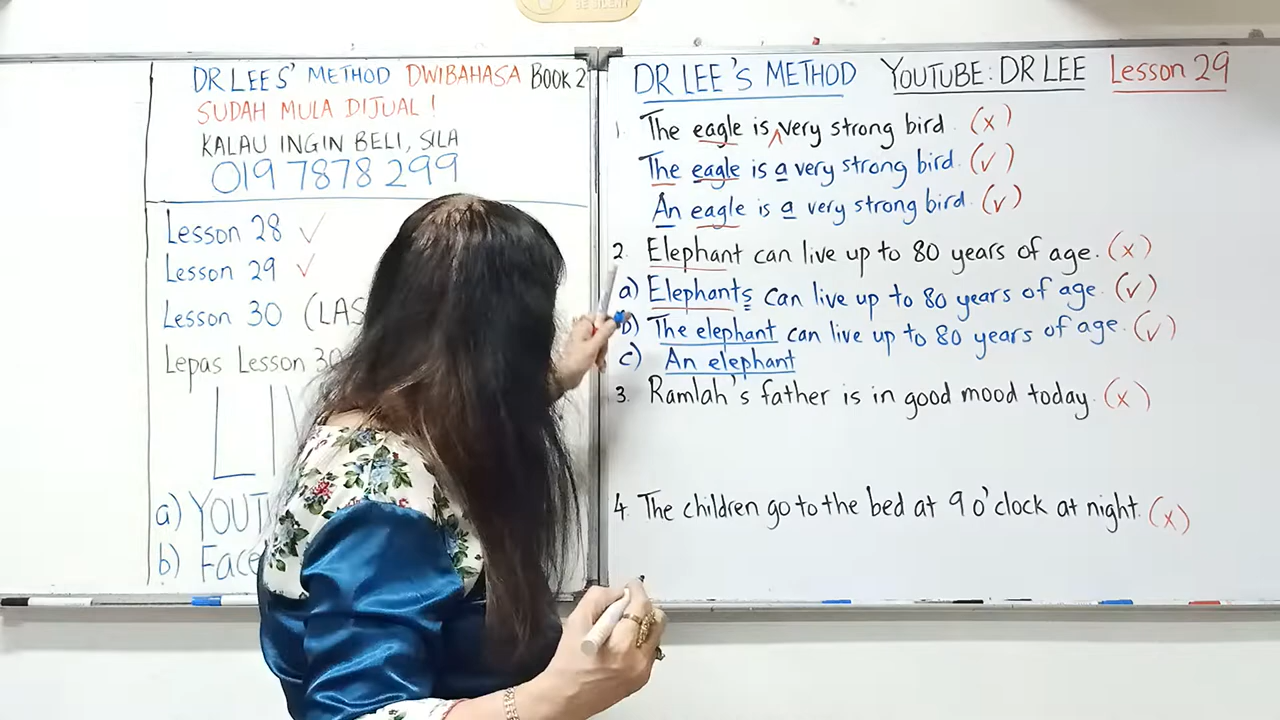 BE SILENT
DR LEE S' METHOD DWIBAHASA BOOK 2
SUDAH MULA DIJUAL !
KALAU INGIN BELI, SILA
019 7878 299
Lesson 28 ✓
Lesson 29 ✓
Lesson 30 (LAS
Lepas Lesson 30
LI
a) YOUT
b) Face
DR LEE'S METHOD YOUTUBE: DR LEE Lesson 29
1. The eagle is ^ very strong bird. (x)
The eagle is a very strong bird. (✓)
An eagle is a very strong bird. (✓)
2. Elephant can live up to 80 years of age. (x)
a) Elephants can live up to 80 years of age. (✓)
b) The elephant can live up to 80 years of age. (✓)
c) An elephant
3. Ramlah's father is in good mood today. (x)
4. The children go to the bed at 9 o'clock at night. (x)